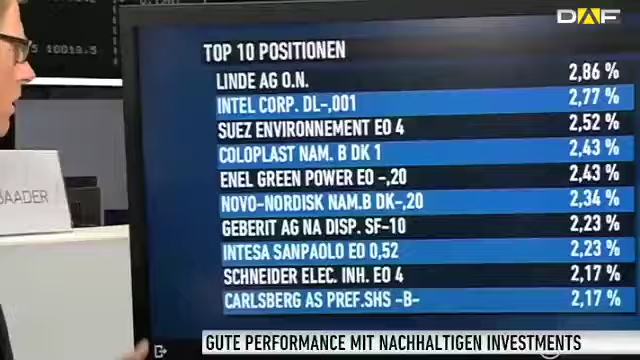 DAF
10013.5
TOP 10 POSITIONEN
LINDE AG O.N. 2,86 %
INTEL CORP. DL-,001 2,77 %
SUEZ ENVIRONNEMENT EO 4 2,52 %
COLOPLAST NAM. B DK 1 2,43 %
ENEL GREEN POWER EO -,20 2,43 %
NOVO-NORDISK NAM.B DK-,20 2,34 %
GEBERIT AG NA DISP. SF-10 2,23 %
INTESA SANPAOLO EO 0,52 2,23 %
SCHNEIDER ELEC. INH. EO 4 2,17 %
CARLSBERG AS PREF.SHS -B- 2,17 %
BAADER
GUTE PERFORMANCE MIT NACHHALTIGEN INVESTMENTS